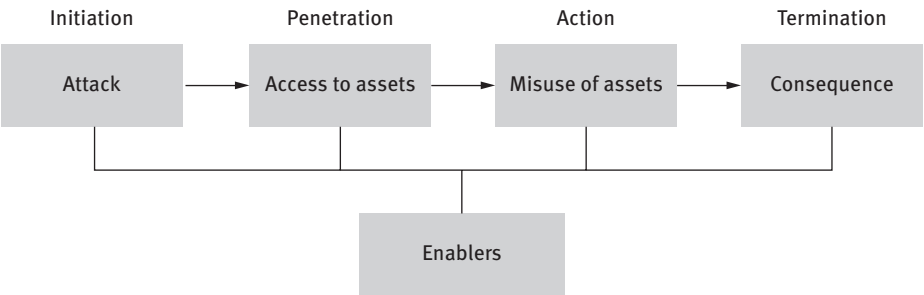 Initiation
Penetration
Action
Termination
Attack
Access to assets
Misuse of assets
Consequence
Enablers